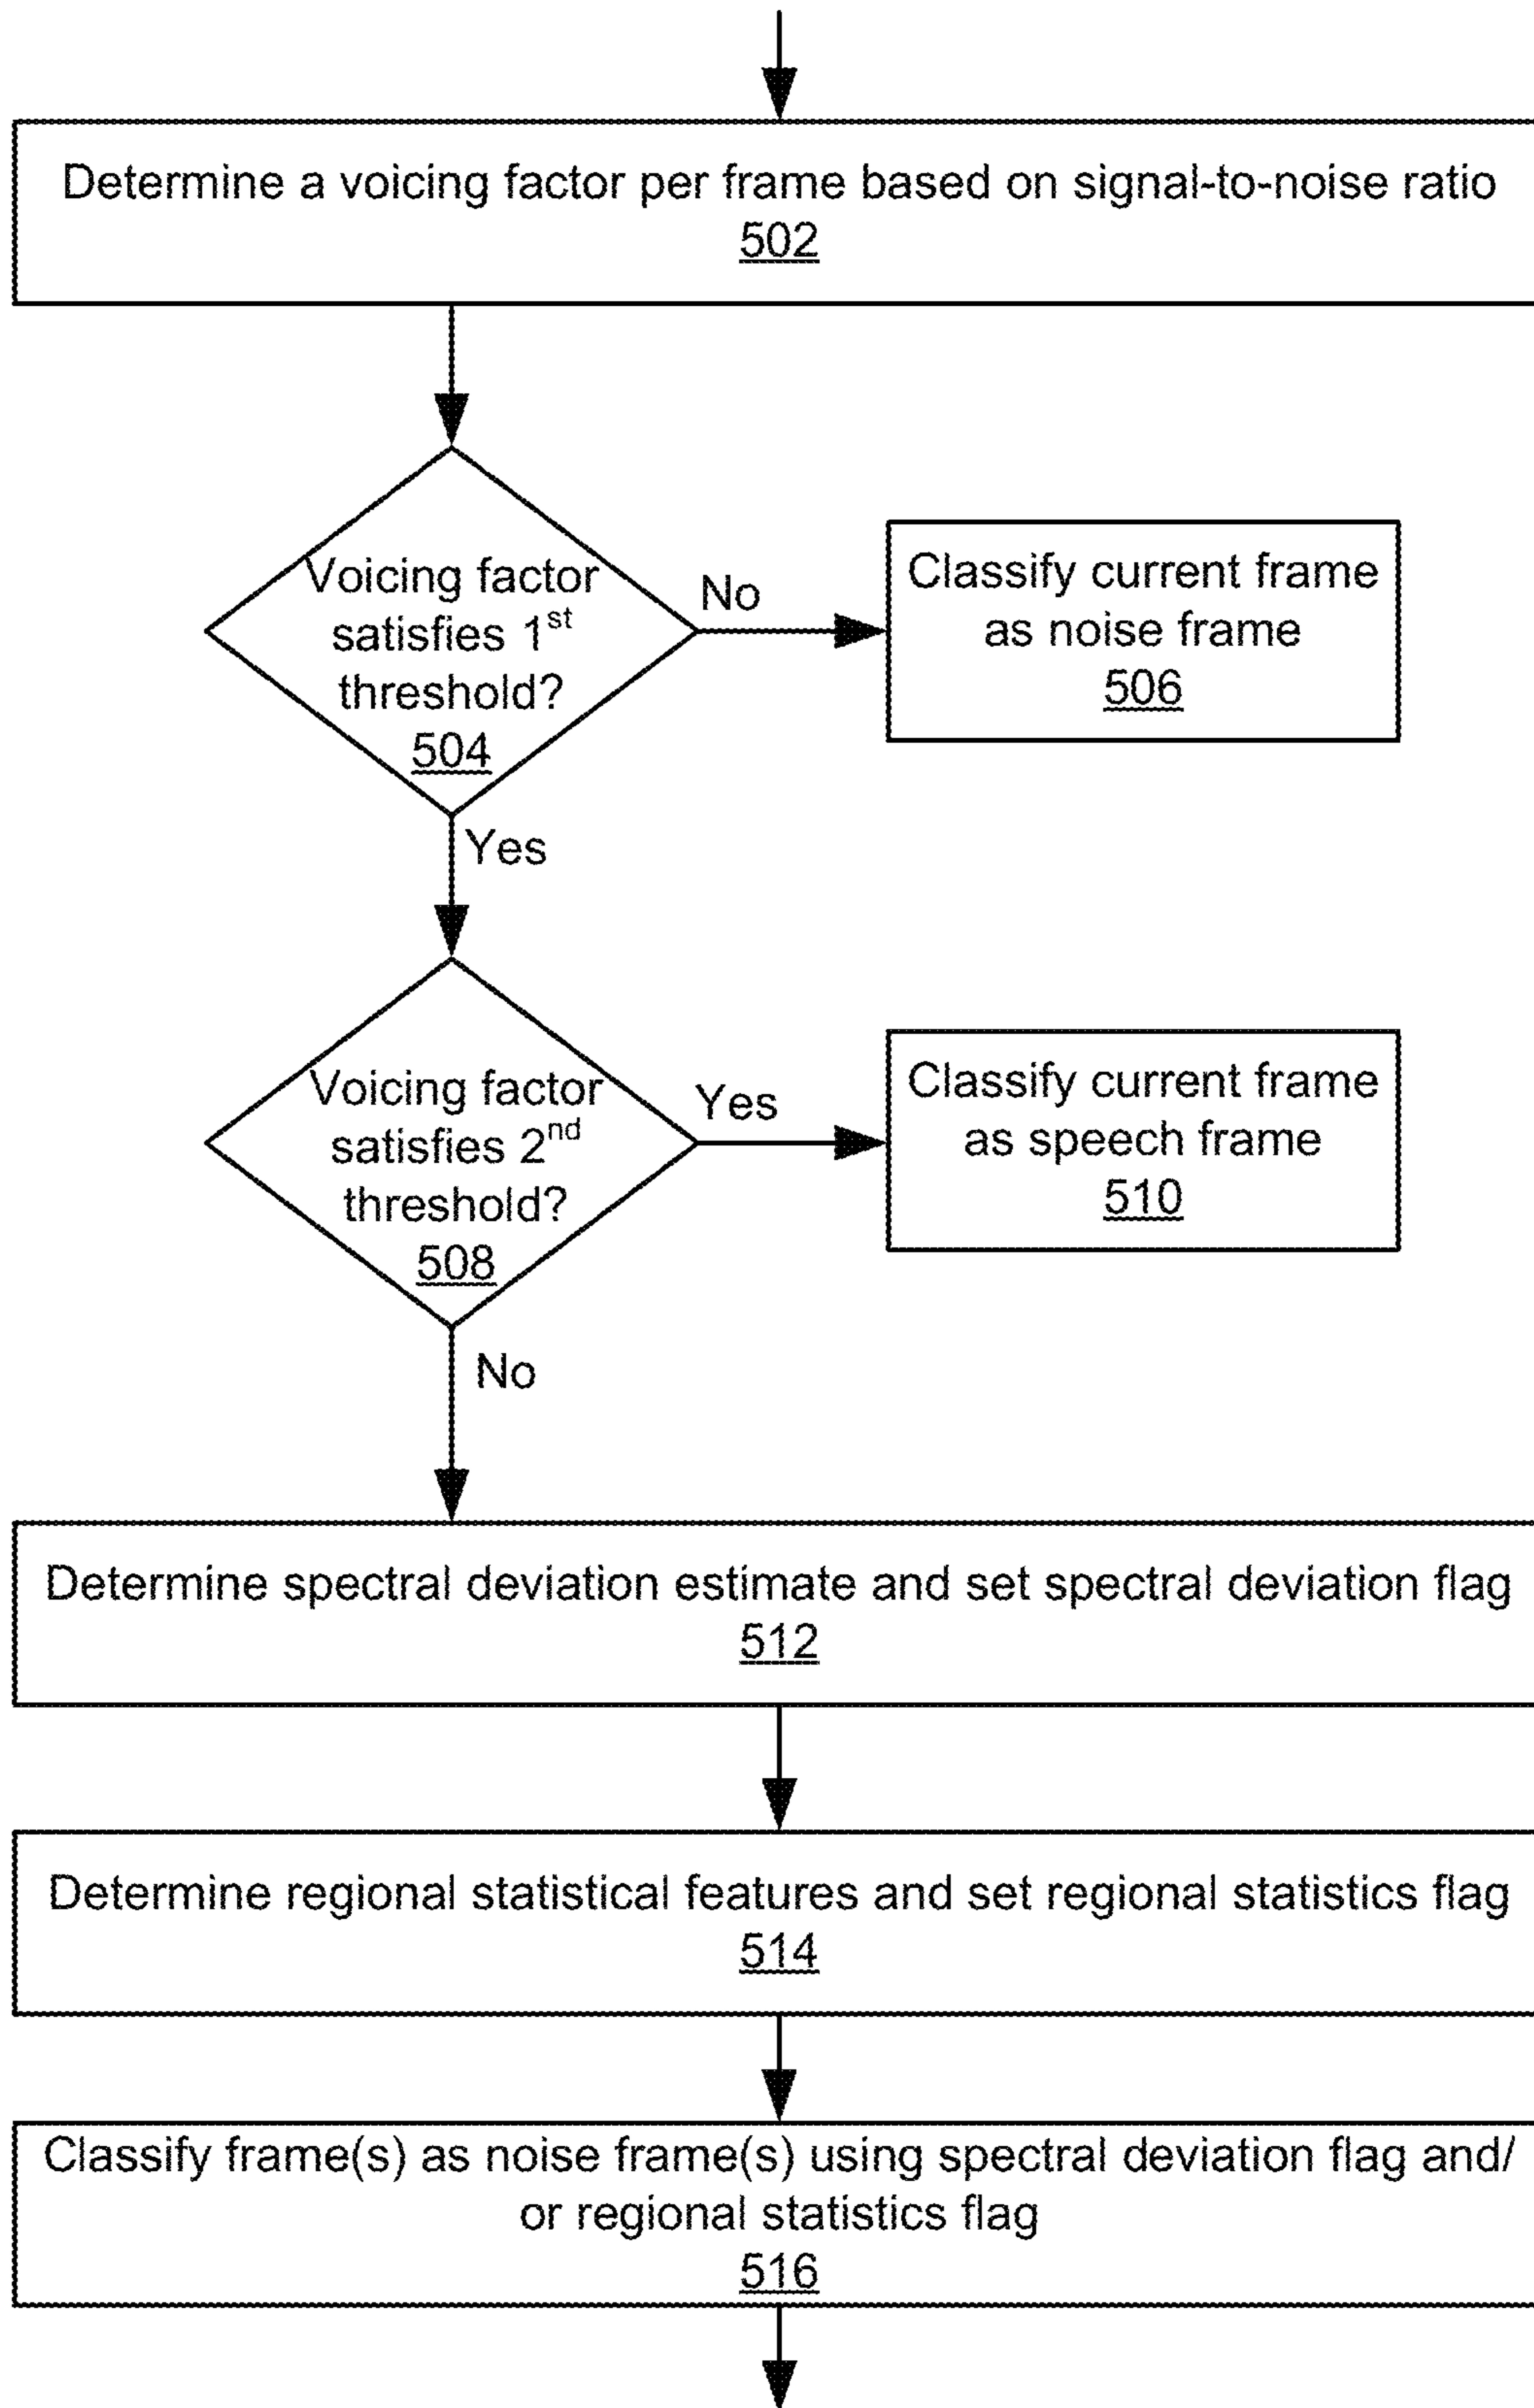 Determine a voicing factor per frame based on signal-to-noise ratio
502
Voicing factor
satisfies 1st
threshold?
504
No
Classify current frame
as noise frame
506
Yes
Voicing factor
satisfies 2nd
threshold?
508
Yes
Classify current frame
as speech frame
510
No
Determine spectral deviation estimate and set spectral deviation flag
512
Determine regional statistical features and set regional statistics flag
514
Classify frame(s) as noise frame(s) using spectral deviation flag and/
or regional statistics flag
516